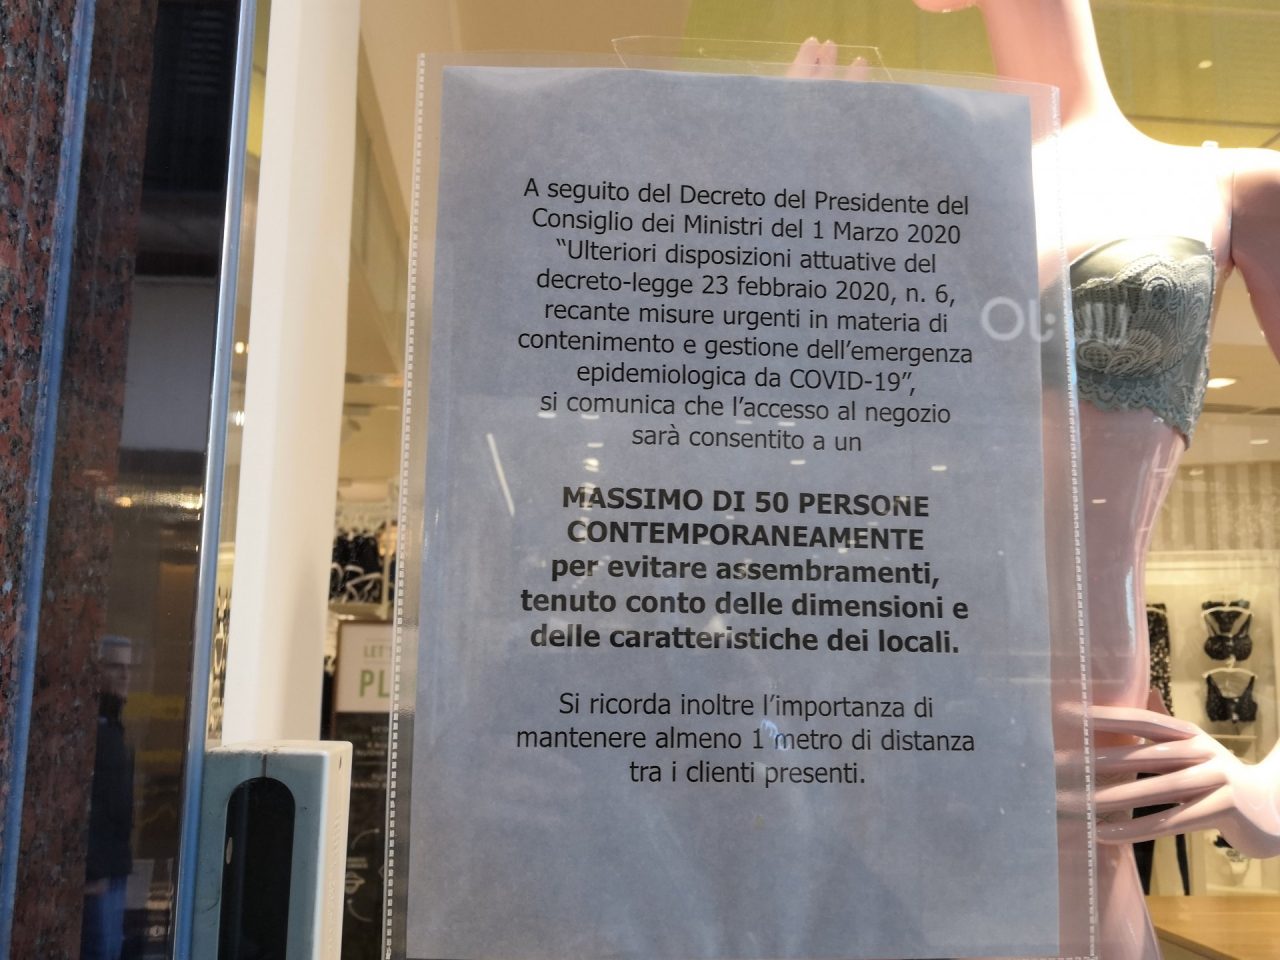 A seguito del Decreto del Presidente del
Consiglio dei Ministri del 1 Marzo 2020
“Ulteriori disposizioni attuative del
decreto-legge 23 febbraio 2020, n. 6,
recante misure urgenti in materia di
contenimento e gestione dell’emergenza
epidemiologica da COVID-19”,
si comunica che l’accesso al negozio
sarà consentito a un
MASSIMO DI 50 PERSONE
CONTEMPORANEAMENTE
per evitare assembramenti,
tenuto conto delle dimensioni e
delle caratteristiche dei locali.
Si ricorda inoltre l’importanza di
mantenere almeno 1 metro di distanza
tra i clienti presenti.